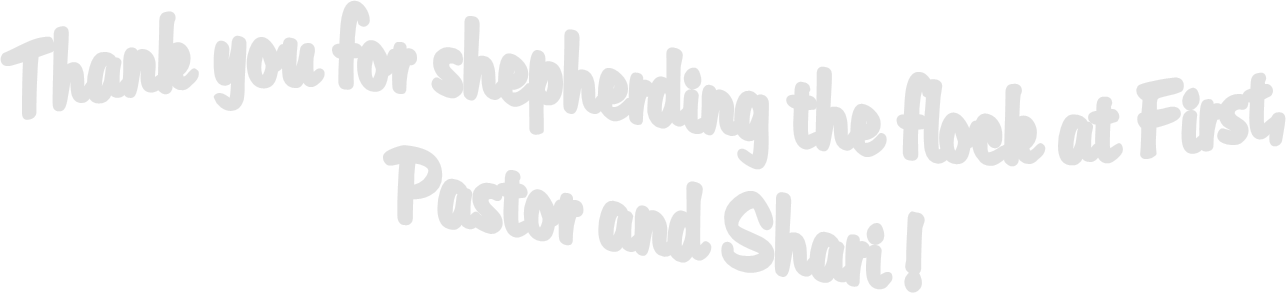 Thank you for shepherding the flock at First,
Pastor and Shari !